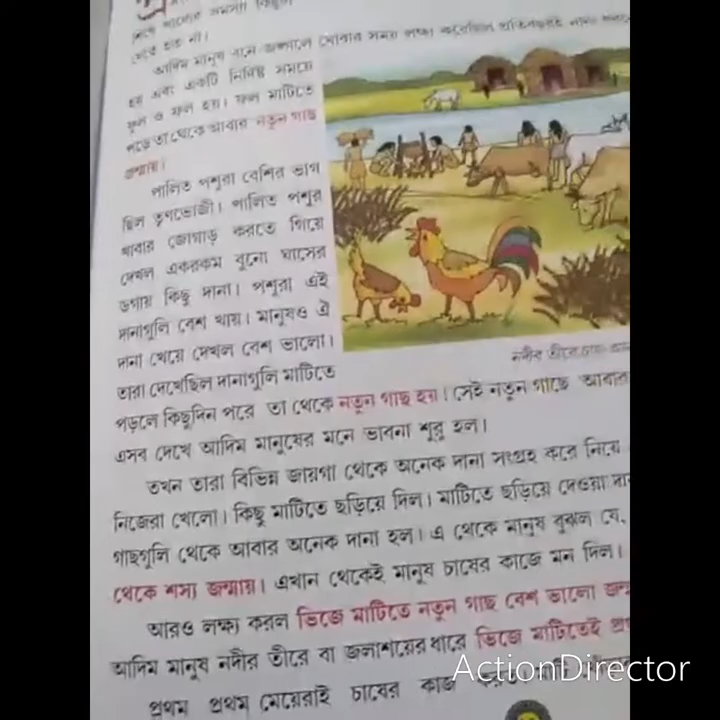 আদিম মানুষ বনে জঙ্গলে ঘোরার সময় লক্ষ্য করেছিল প্রতিবছরই নানা
হয় এবং একটি নির্দিষ্ট সময়ে
ফুল ও ফল হয়। ফল মাটিতে
পড়ে তা থেকে আবার নতুন গাছ
জন্মায়।
পালিত পশুরা বেশির ভাগ
ছিল তৃণভোজী। পালিত পশুর
খাবার জোগাড় করতে গিয়ে
দেখল একরকম বুনো ঘাসের
ডগায় কিছু দানা। পশুরা এই
দানাগুলি বেশ খায়। মানুষও ঐ
দানা খেয়ে দেখল বেশ ভালো।
তারা দেখেছিল দানাগুলি মাটিতে
নদীর তীরে
পড়লে কিছুদিন পরে তা থেকে নতুন গাছ হয়। সেই নতুন গাছে আবার
এসব দেখে আদিম মানুষের মনে ভাবনা শুরু হল।
তখন তারা বিভিন্ন জায়গা থেকে অনেক দানা সংগ্রহ করে নিয়ে
নিজেরা খেলো। কিছু মাটিতে ছড়িয়ে দিল। মাটিতে ছড়িয়ে দেওয়া
গাছগুলি থেকে আবার অনেক দানা হল। এ থেকে মানুষ বুঝল যে,
থেকে শস্য জন্মায়। এখান থেকেই মানুষ চাষের কাজে মন দিল।
আরও লক্ষ্য করল ভিজে মাটিতে নতুন গাছ বেশ ভালো
আদিম মানুষ নদীর তীরে বা জলাশয়ের ধারে ভিজে মাটিতেই
প্রথম প্রথম মেয়েরাই চাষের কাজ
ActionDirector